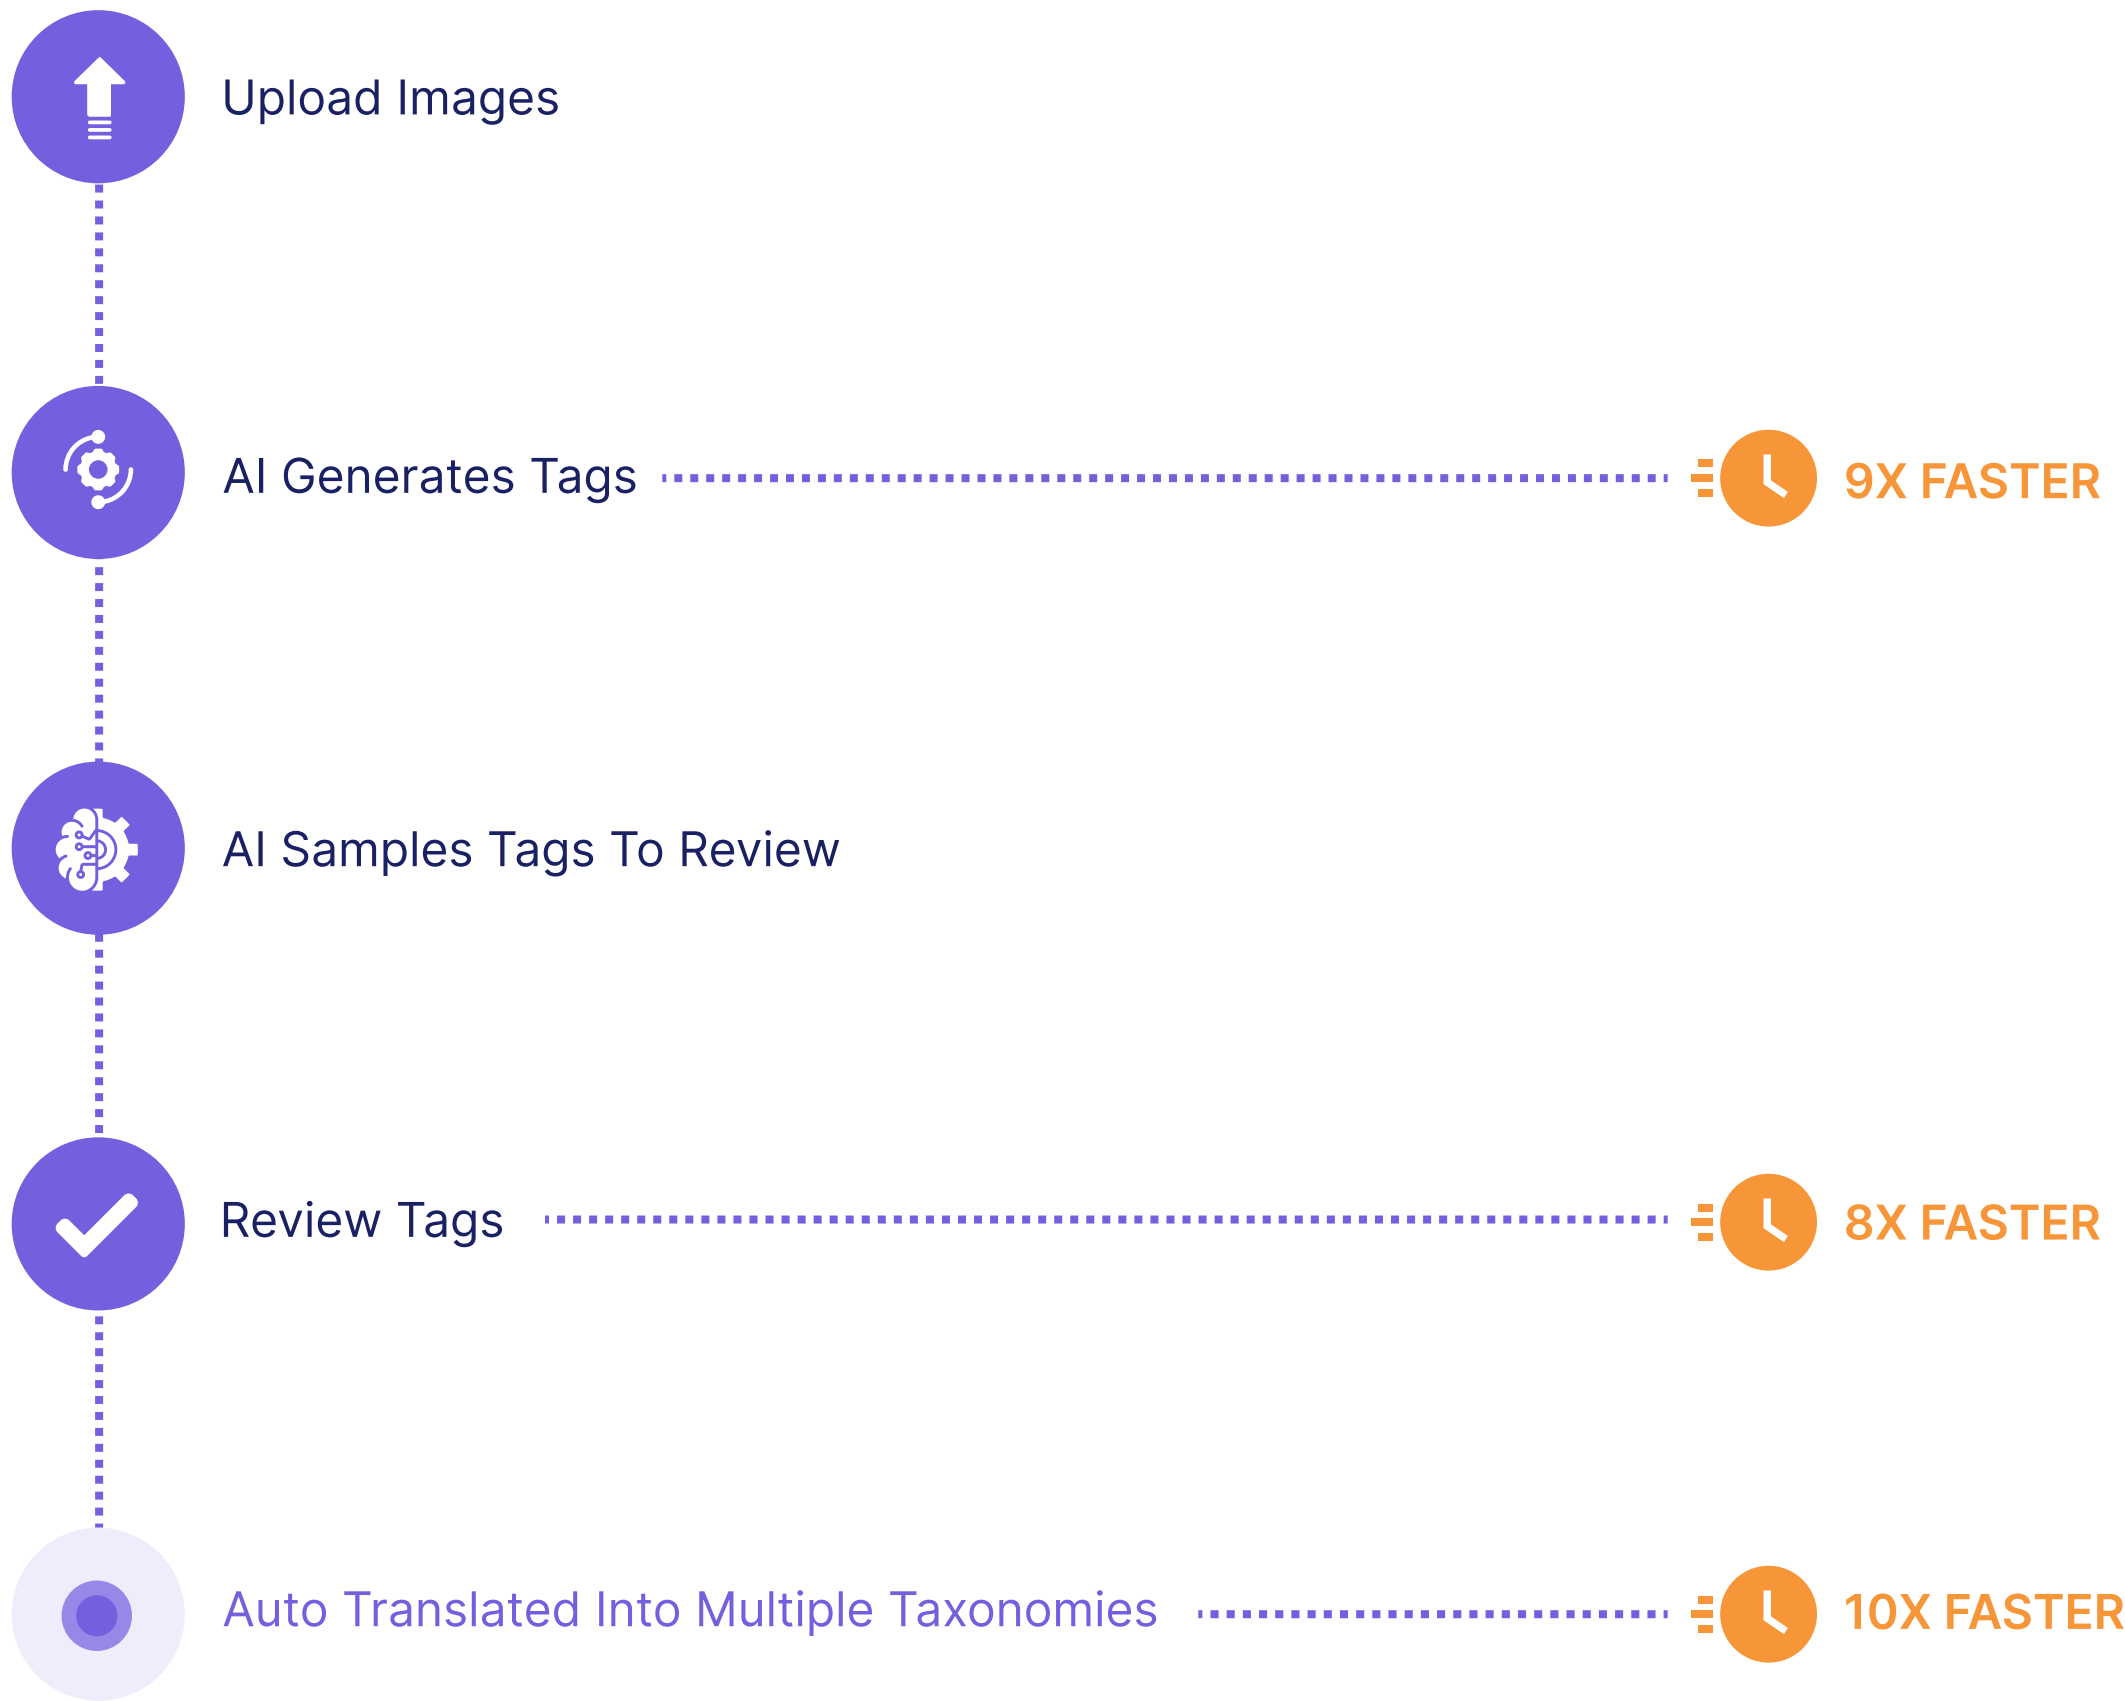 Upload Images
AI Generates Tags
9X FASTER
AI Samples Tags To Review
Review Tags
8X FASTER
Auto Translated Into Multiple Taxonomies
10X FASTER